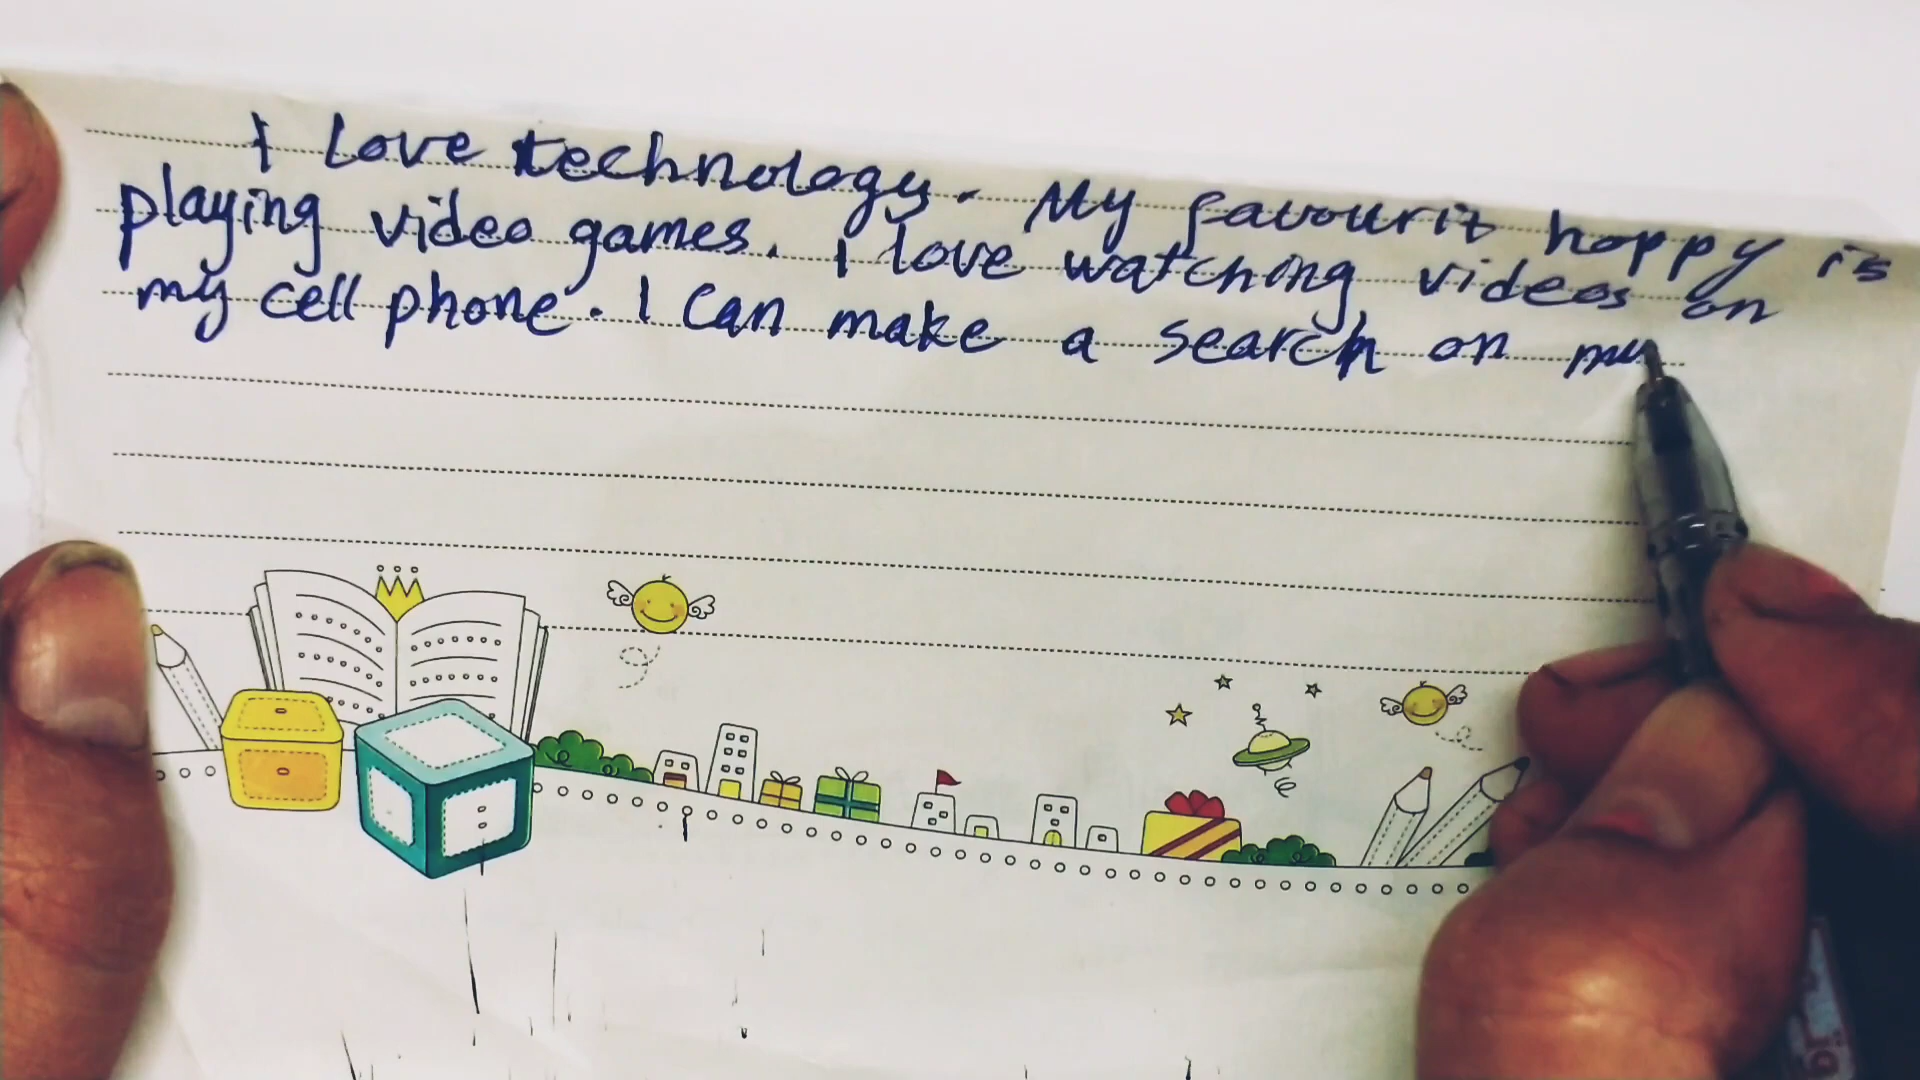 I Love technology. My favourit hoppy is
playing video games. I love watching videos on
my cell phone. I can make a search on